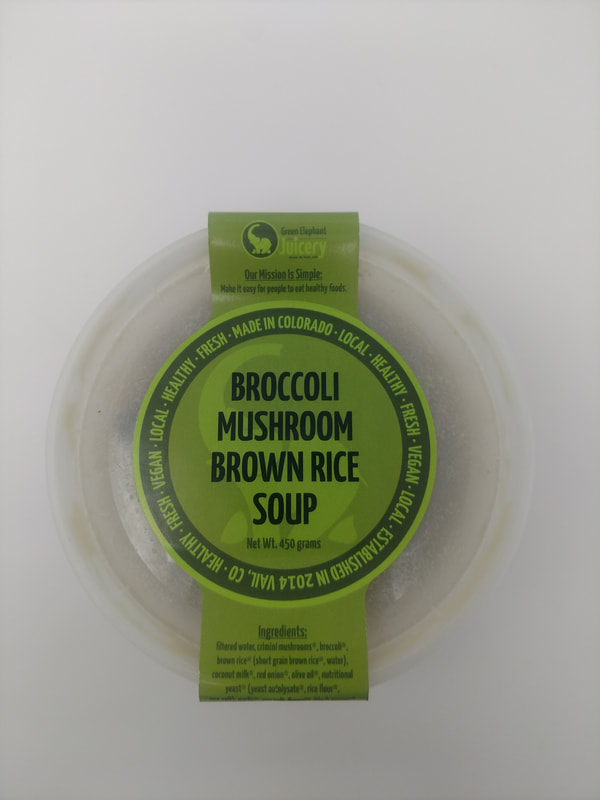 Green Elephant
Juicery
Our Mission Is Simple:
Make it easy for people to eat healthy foods.
FRESH · MADE IN COLORADO · LOCAL · HEALTHY · FRESH · VEGAN · LOCAL · ESTABLISHED IN 2014 VAIL, CO · HEALTHY · FRESH · VEGAN · LOCAL · HEALTHY ·
BROCCOLI
MUSHROOM
BROWN RICE
SOUP
Net Wt. 450 grams
Ingredients:
filtered water, crimini mushrooms*, broccoli*,
brown rice* (short grain brown rice*, water),
coconut milk*, red onion*, olive oil*, nutritional
yeast* (yeast autolysate*, rice flour*,